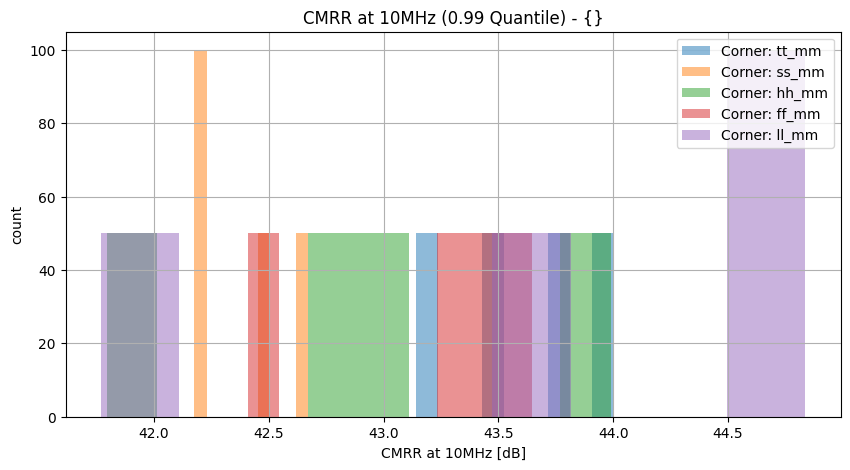 CMRR at 10MHz (0.99 Quantile) - {}
Corner: tt_mm
Corner: ss_mm
Corner: hh_mm
Corner: ff_mm
Corner: ll_mm
100
80
60
40
20
0
count
42.0 42.5 43.0 43.5 44.0 44.5
CMRR at 10MHz [dB]